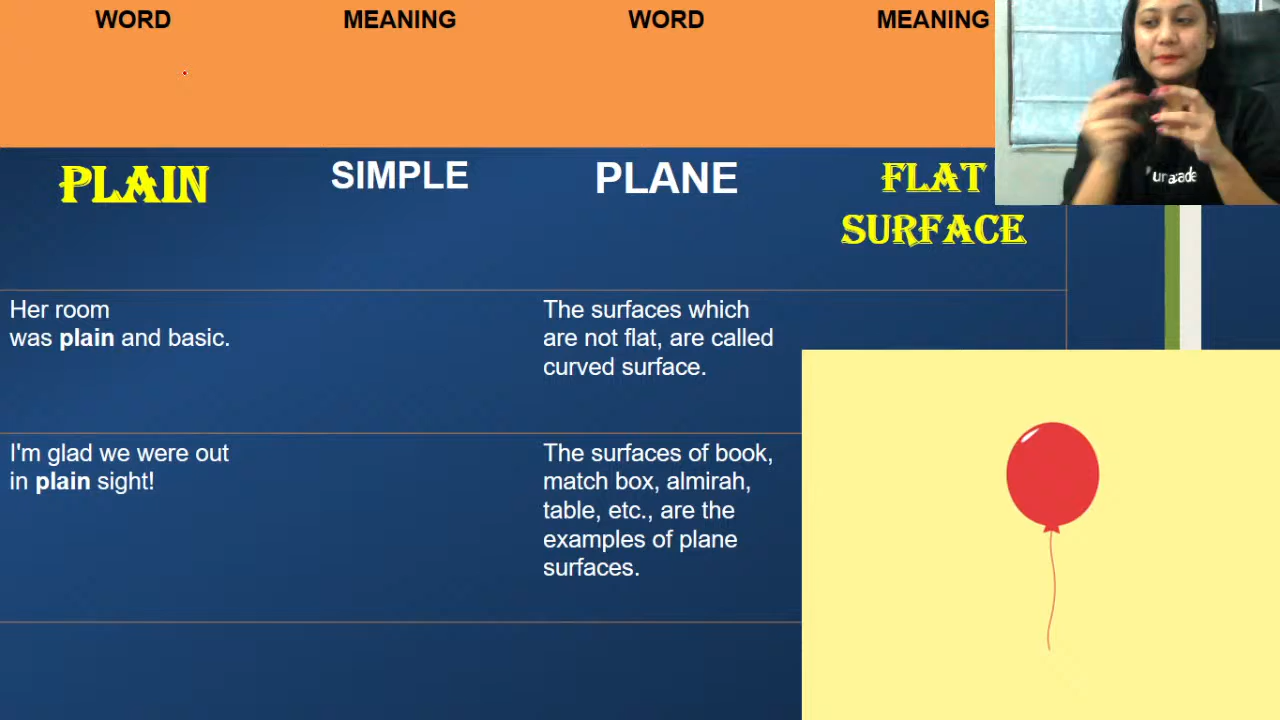 WORD MEANING WORD MEANING
PLAIN SIMPLE PLANE FLAT
SURFACE
Her room
was plain and basic.
The surfaces which
are not flat, are called
curved surface.
I'm glad we were out
in plain sight!
The surfaces of book,
match box, almirah,
table, etc., are the
examples of plane
surfaces.